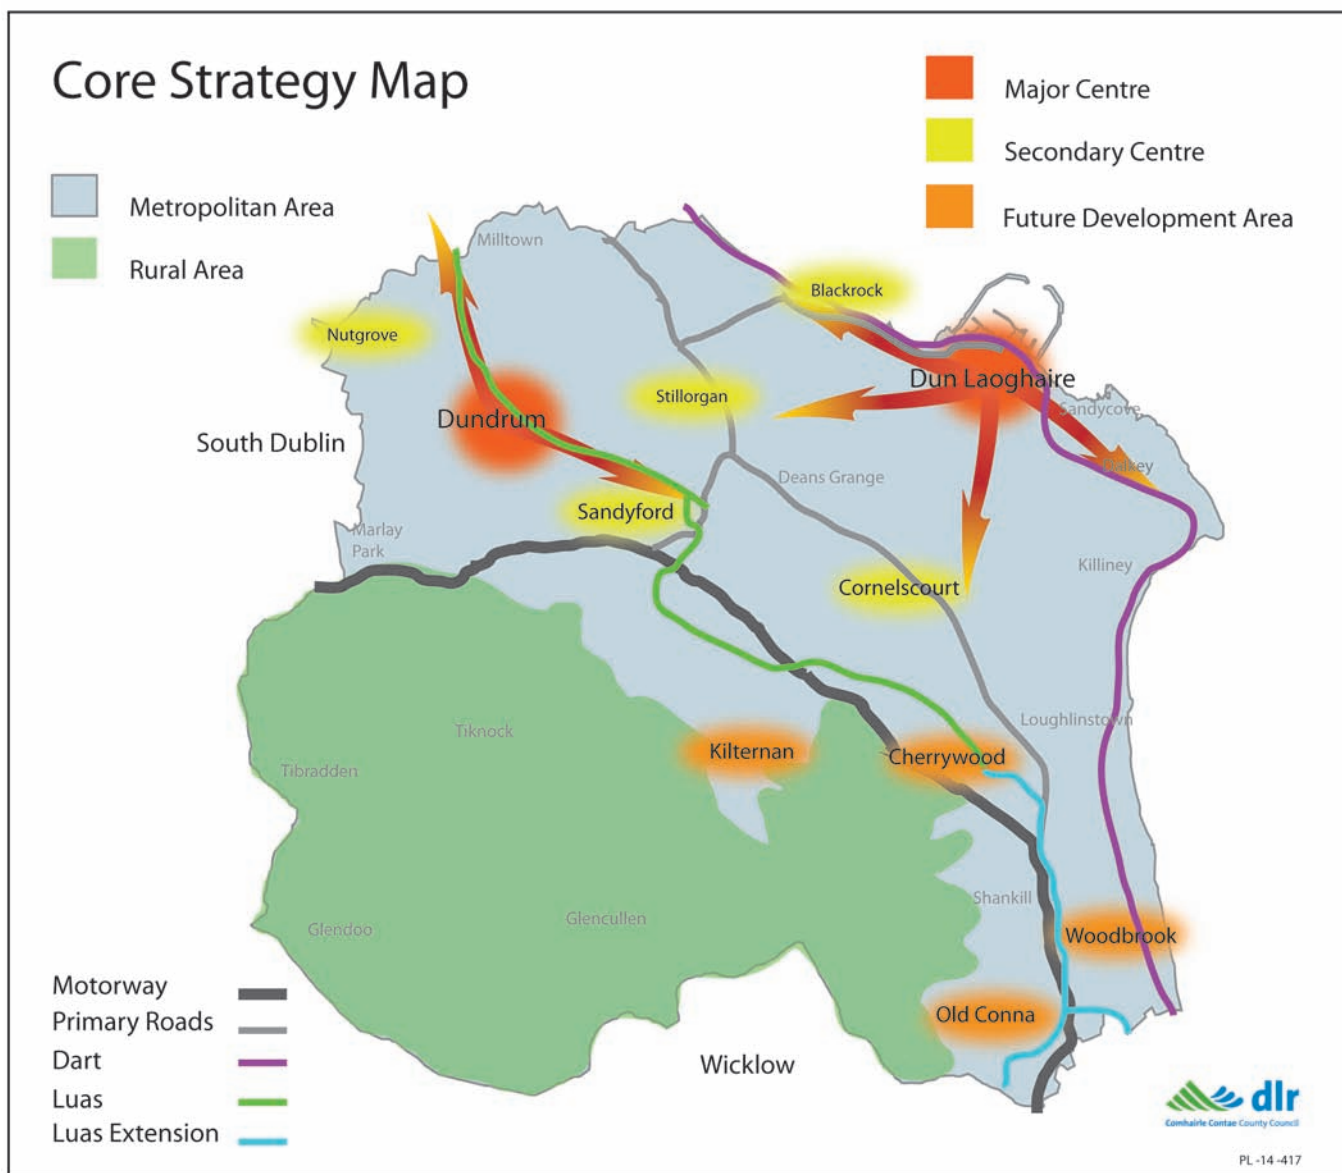 Core Strategy Map
Major Centre
Secondary Centre
Future Development Area
Metropolitan Area
Rural Area
Milltown
Blackrock
Nutgrove
Dun Laoghaire
Stillorgan
Sandycove
Dundrum
South Dublin
Dalkey
Deans Grange
Sandyford
Marlay
Park
Killiney
Cornelscourt
Loughlinstown
Tiknock
Kilternan
Cherrywood
Tibradden
Shankill
Glencullen
Glendoo
Woodbrook
Old Conna
Wicklow
Motorway
Primary Roads
Dart
Luas
Luas Extension
dlr
Comhairle Contae County Council
PL -14 -417